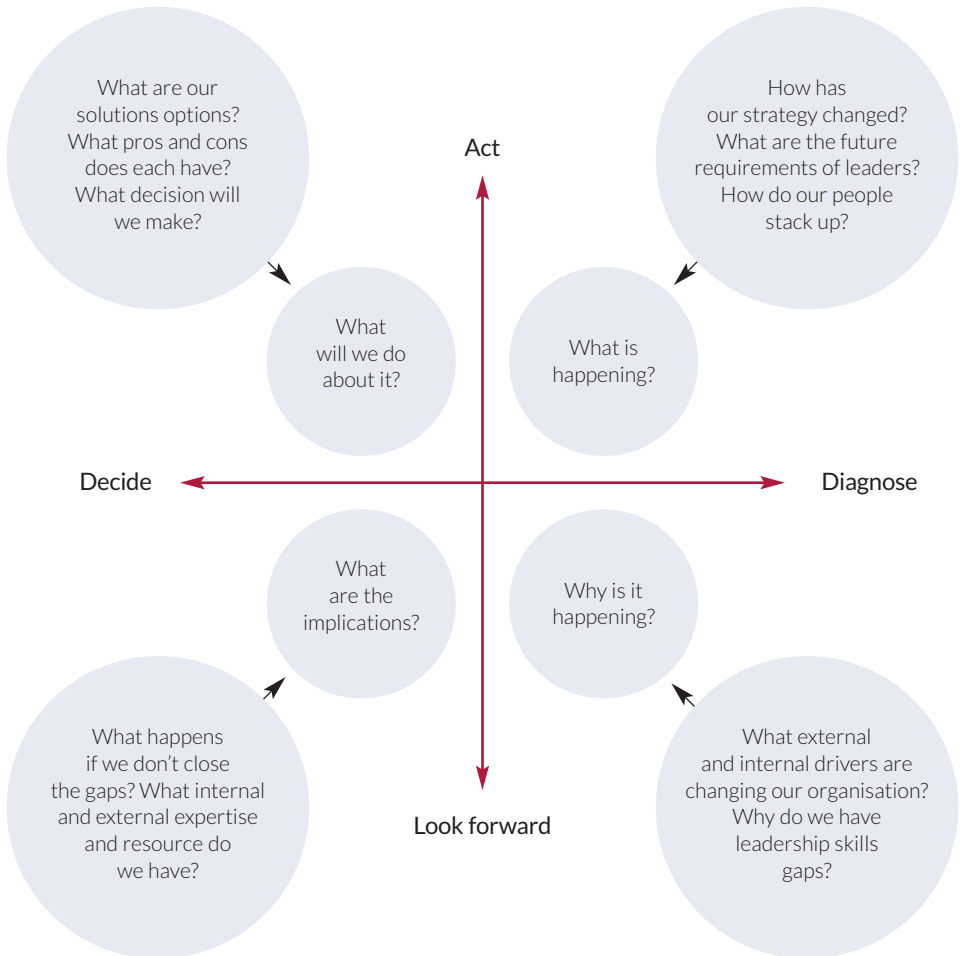 What are our
solutions options?
What pros and cons
does each have?
What decision will
we make?
Act
How has
our strategy changed?
What are the future
requirements of leaders?
How do our people
stack up?
What
will we do
about it?
What is
happening?
Decide
Diagnose
What
are the
implications?
Why is it
happening?
What happens
if we don’t close
the gaps? What internal
and external expertise
and resource do
we have?
Look forward
What external
and internal drivers are
changing our organisation?
Why do we have
leadership skills
gaps?